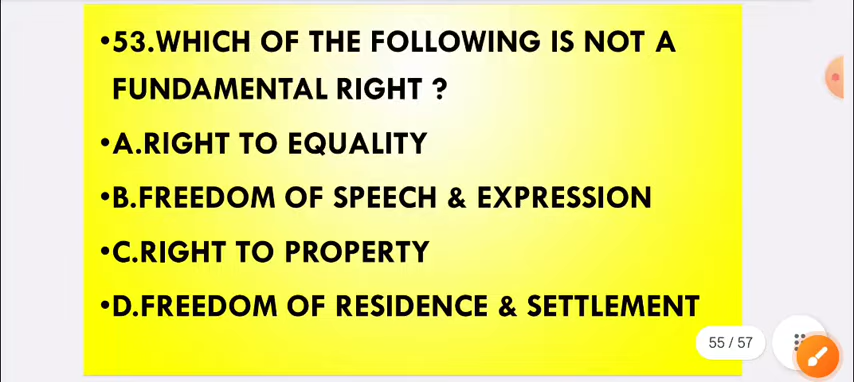 •53.WHICH OF THE FOLLOWING IS NOT A
FUNDAMENTAL RIGHT ?
•A.RIGHT TO EQUALITY
•B.FREEDOM OF SPEECH & EXPRESSION
•C.RIGHT TO PROPERTY
•D.FREEDOM OF RESIDENCE & SETTLEMENT
55 / 57